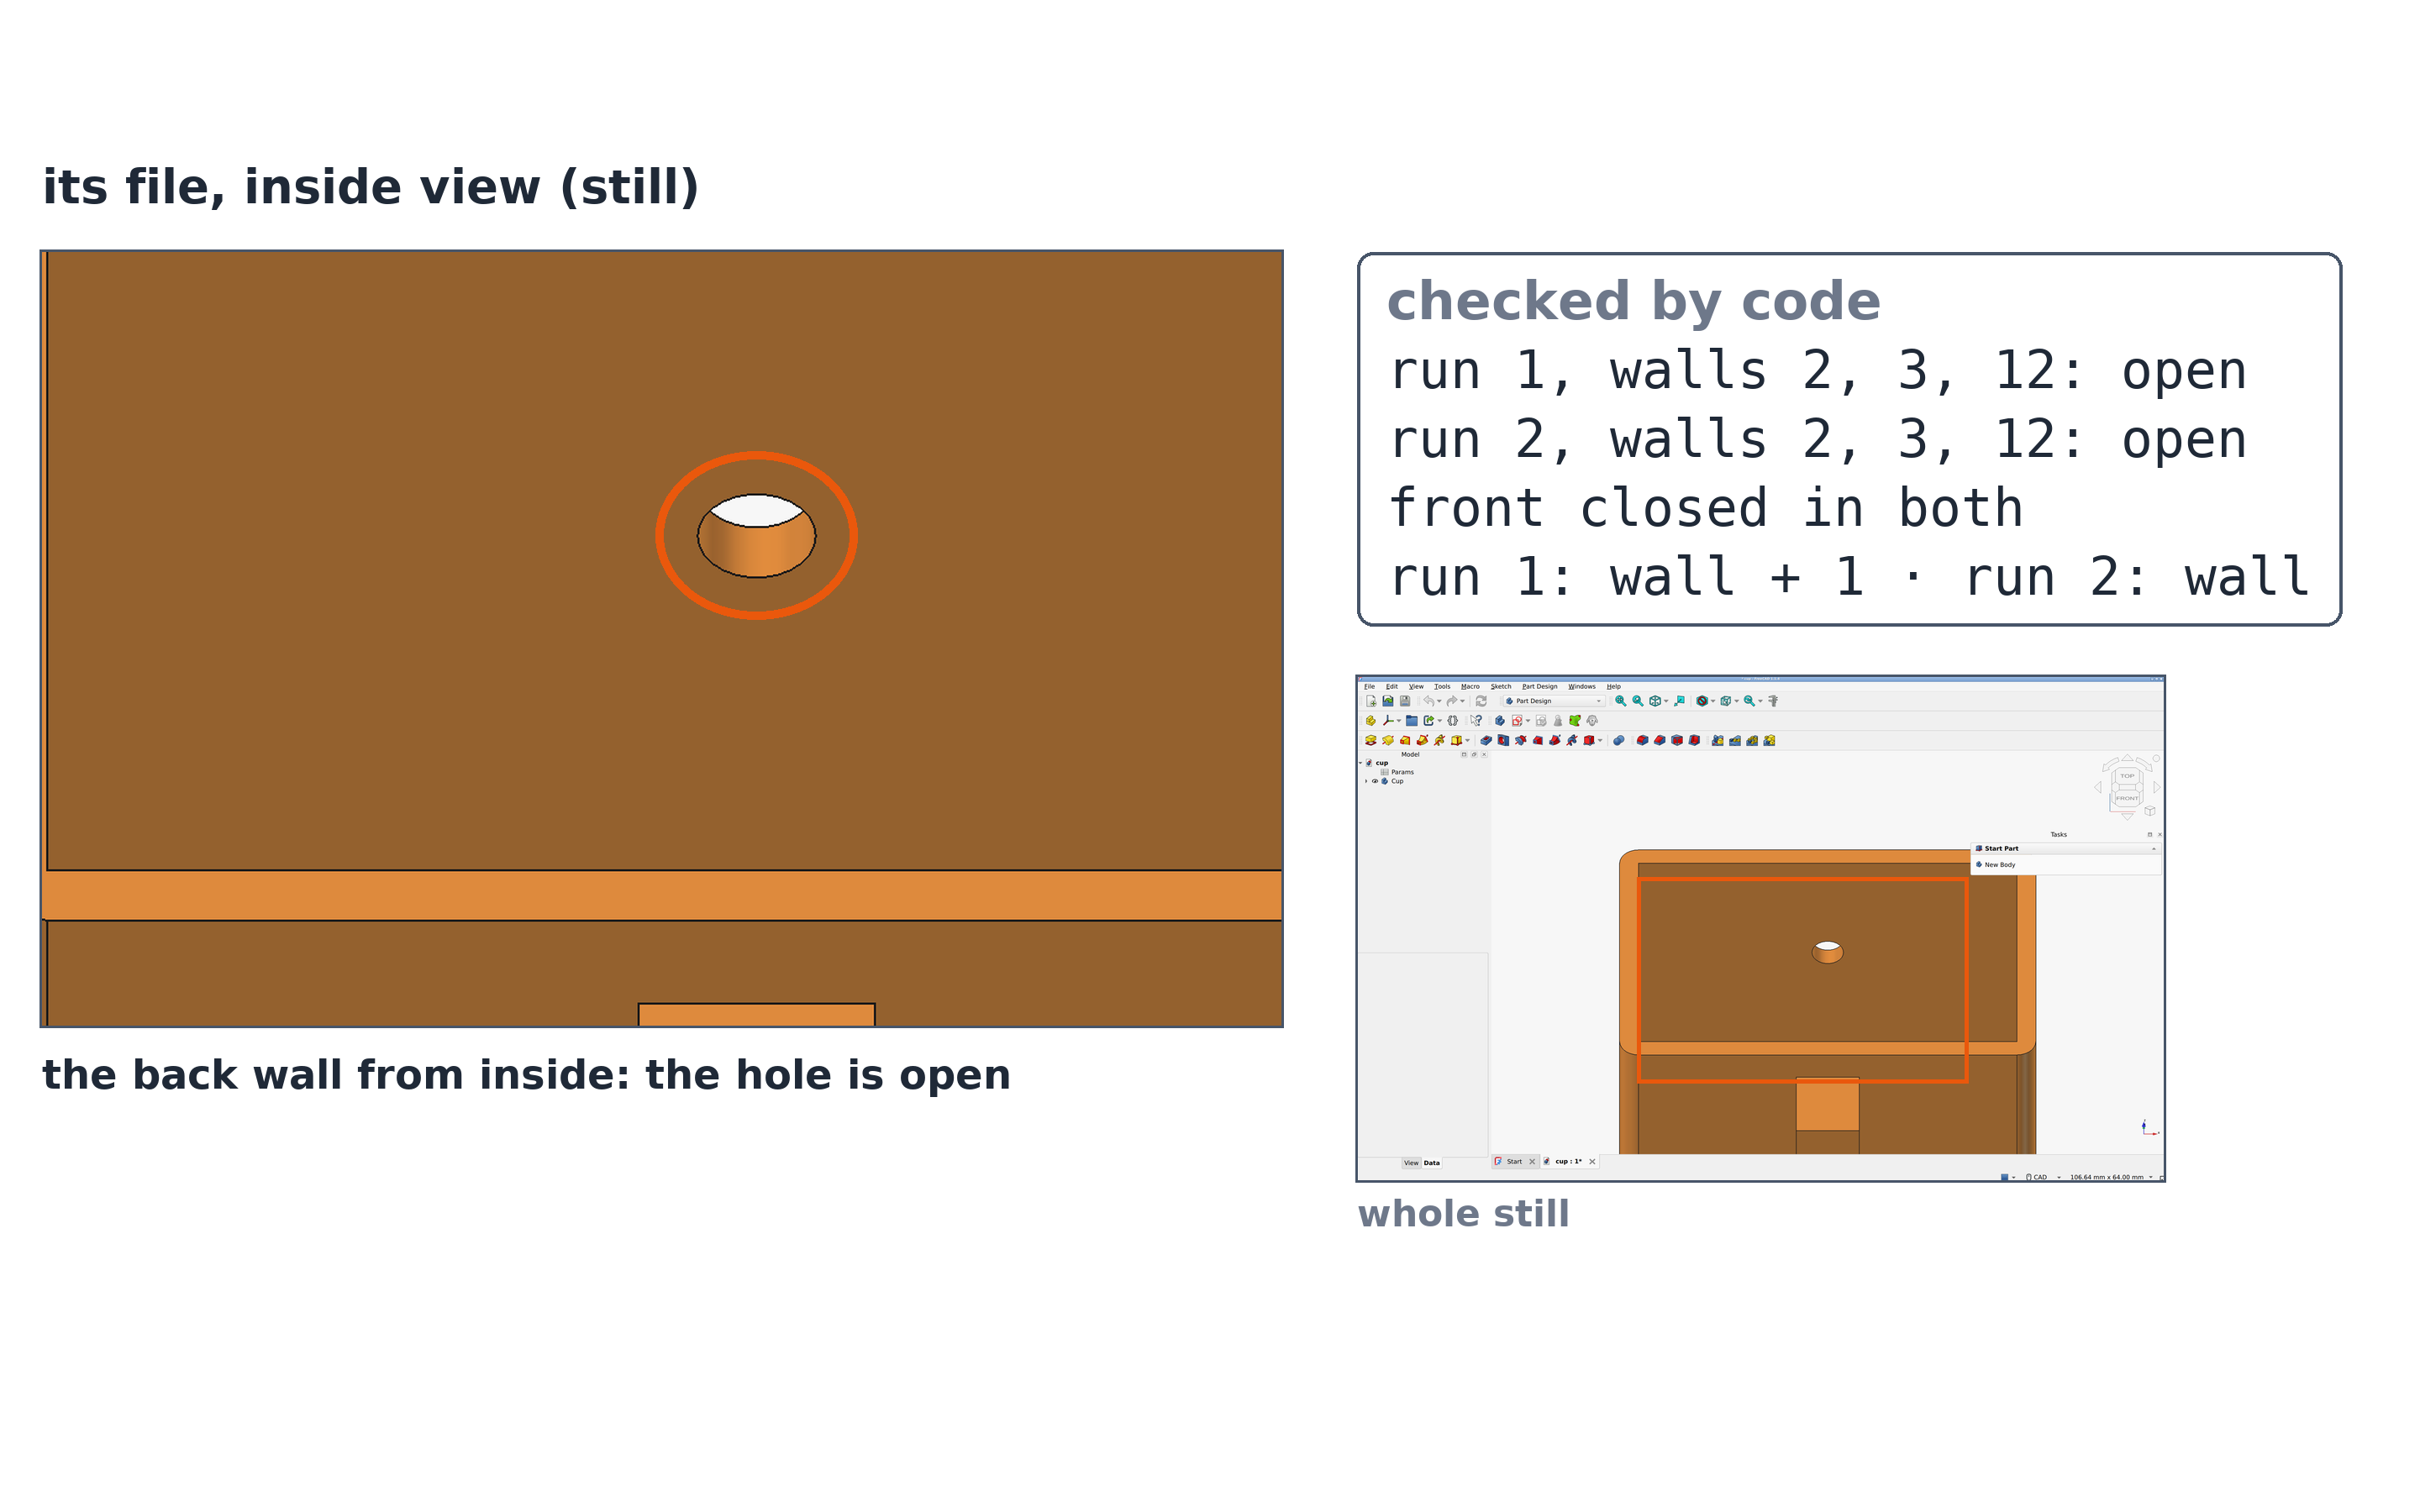 its file, inside view (still)
checked by code
run 1, walls 2, 3, 12: open
run 2, walls 2, 3, 12: open
front closed in both
run 1: wall + 1 · run 2: wall
the back wall from inside: the hole is open
File Edit View Tools Macro Sketch Part Design Windows Help
Part Design
Model
cup
Params
Cup
TOP
FRONT
Tasks
Start Part
New Body
View Data
Start
cup : 1*
CAD
106.64 mm x 64.00 mm
whole still